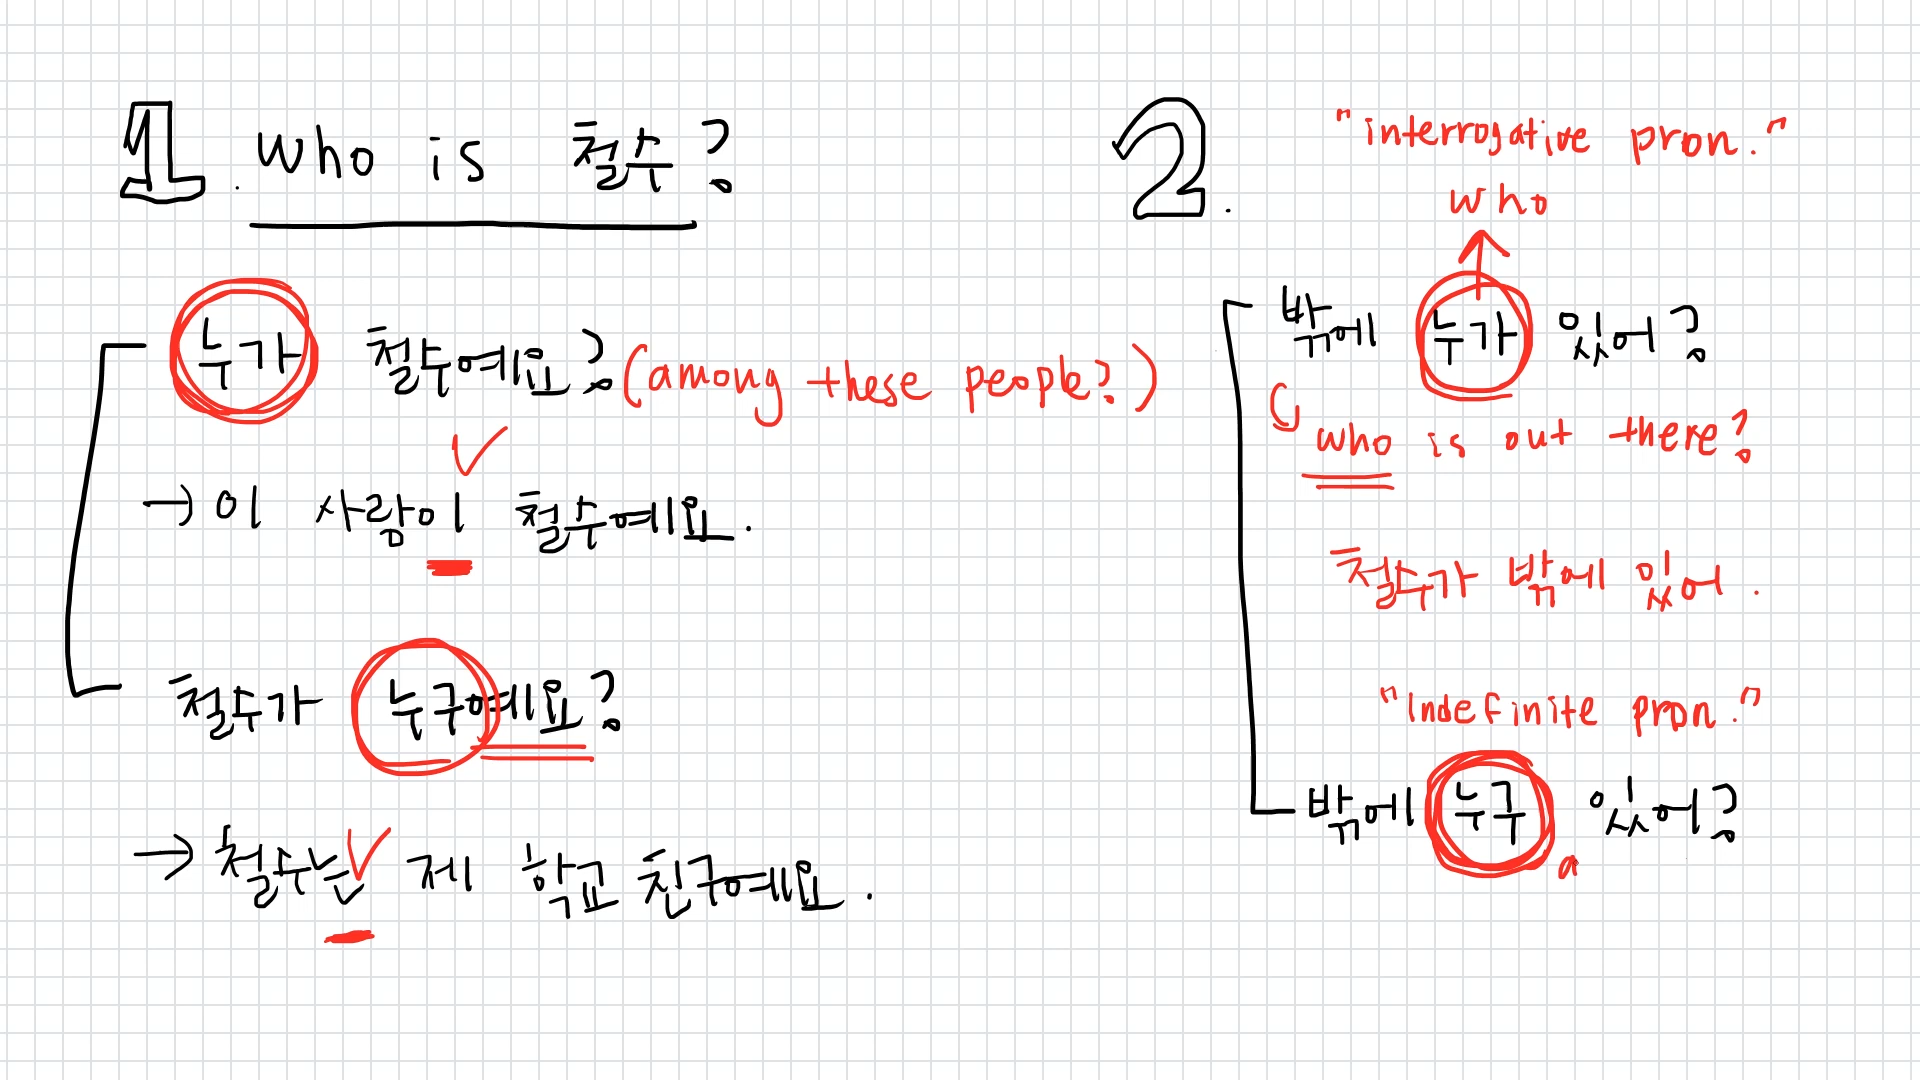 1. Who is 철수?
누가 철수예요? (among these people?)
→ 이 사람이 철수예요.
철수가 누구예요?
→ 철수는 제 학교 친구예요.
2.
"interrogative pron."
who
밖에 누가 있어?
who is out there?
철수가 밖에 있어.
"Indefinite pron."
밖에 누구 있어?
a